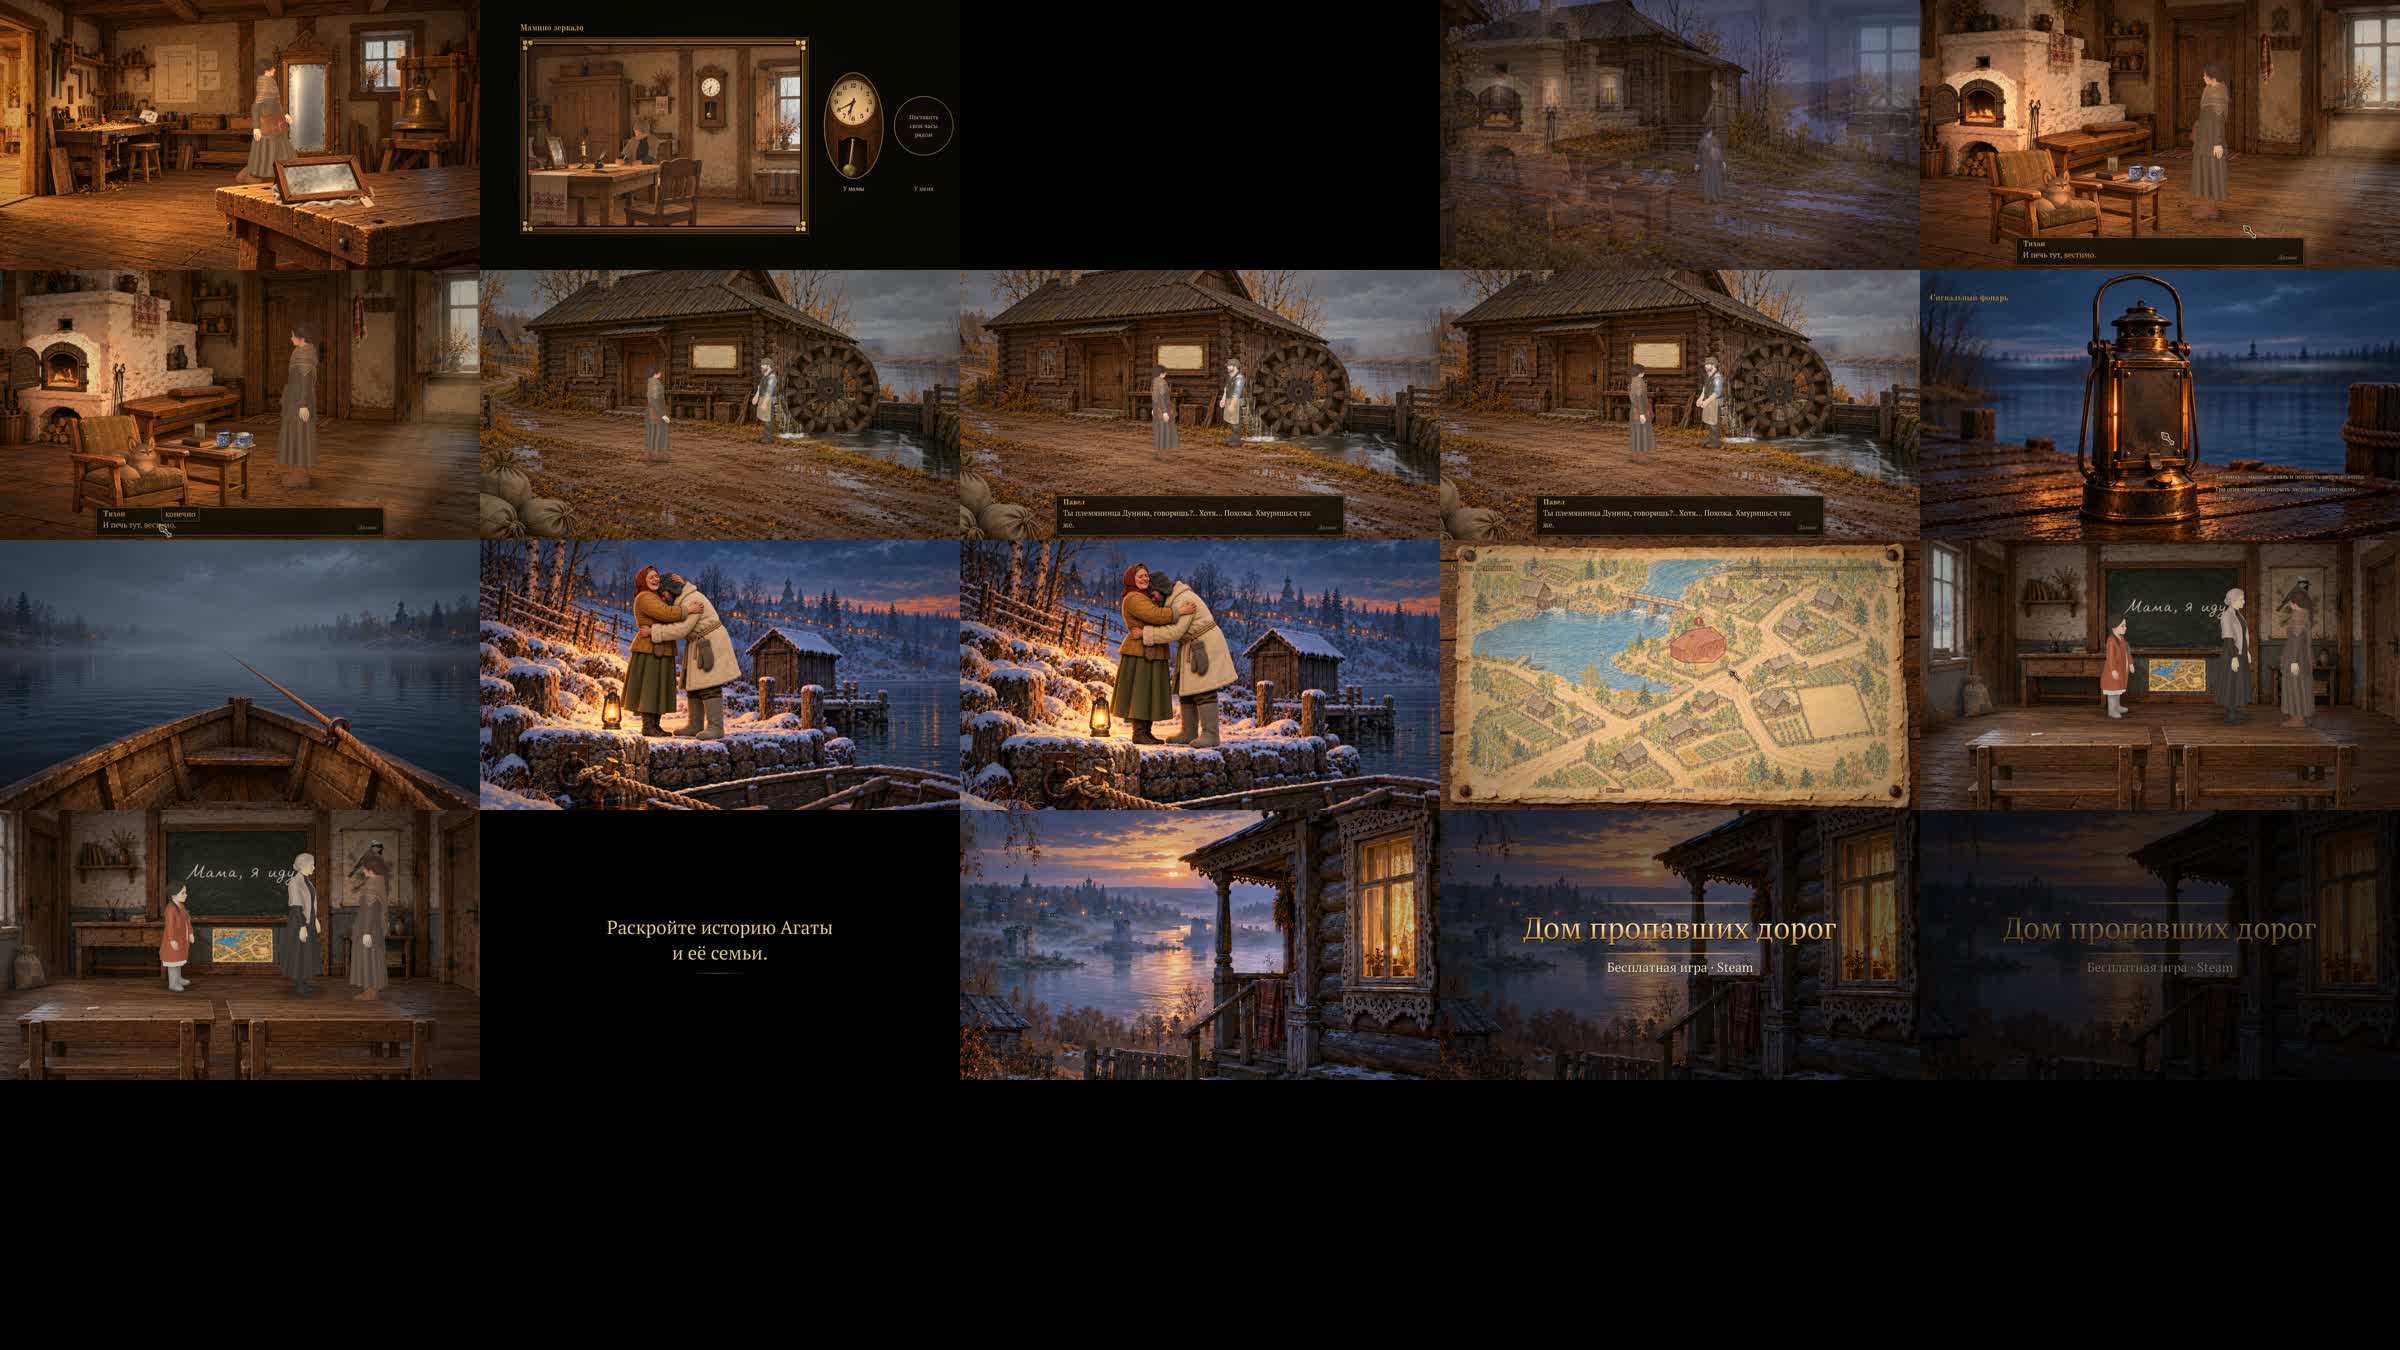 Мамино зеркало
Поставить
свои часы
рядом
У мамы
У меня
Тихон
И печь тут, вестимо.
Далее
Тихон
конечно
И печь тут, вестимо.
Далее
Павел
Ты племянница Дунина, говоришь?.. Хотя... Похожа. Хмуришься так
же.
Далее
Павел
Ты племянница Дунина, говоришь?.. Хотя... Похожа. Хмуришься так
же.
Далее
Сигнальный фонарь
Мама, я иду
Мама, я иду
Раскройте историю Агаты
и её семьи.
Дом пропавших дорог
Бесплатная игра · Steam
Дом пропавших дорог
Бесплатная игра · Steam